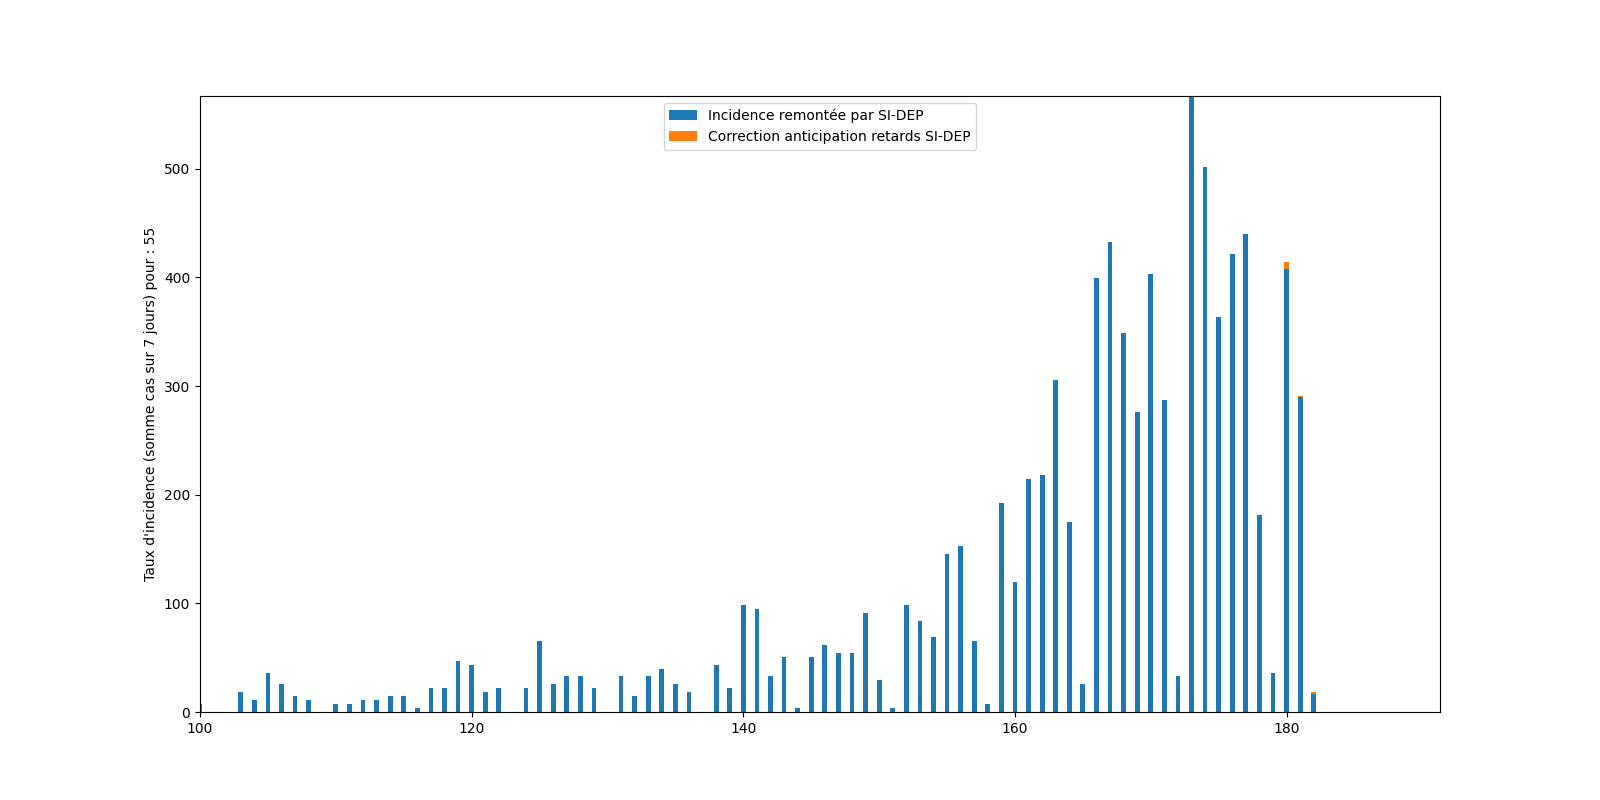 Incidence remontée par SI-DEP
Correction anticipation retards SI-DEP
Taux d'incidence (somme cas sur 7 jours) pour : 55
500
400
300
200
100
0
100 120 140 160 180